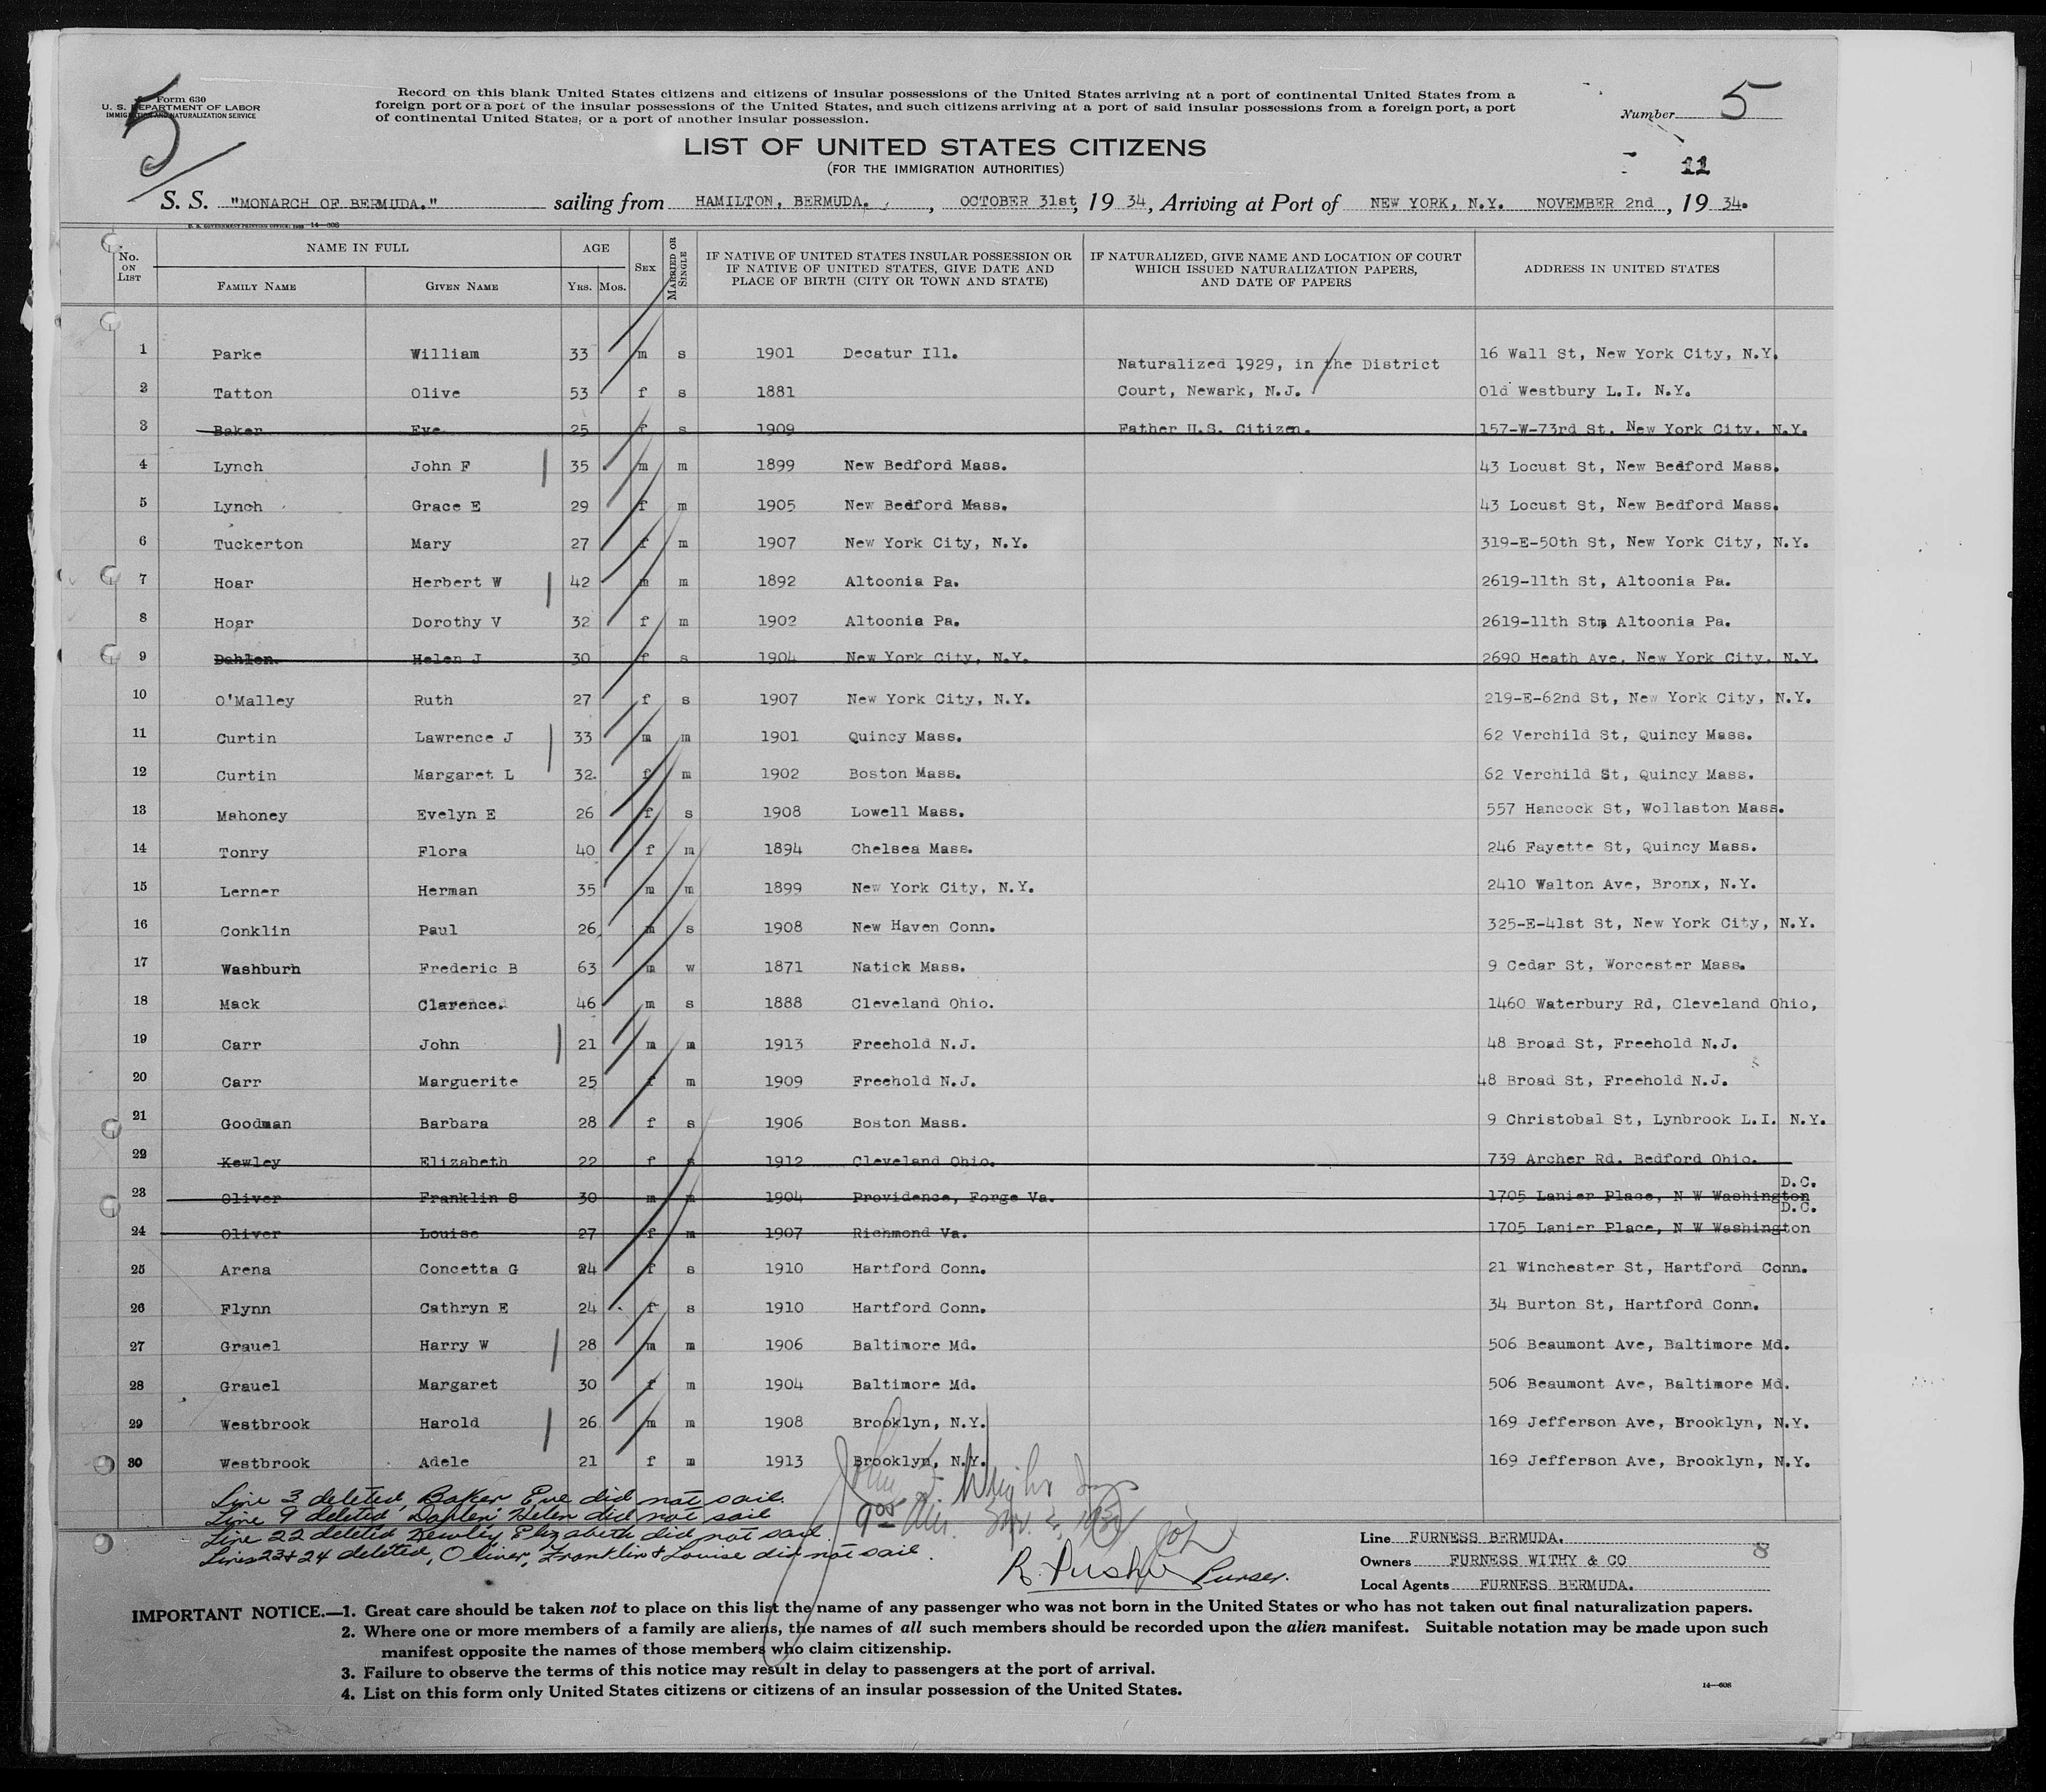 5
Form 630
U. S. DEPARTMENT OF LABOR
IMMIGRATION AND NATURALIZATION SERVICE
Record on this blank United States citizens and citizens of insular possessions of the United States arriving at a port of continental United States from a
foreign port or a port of the insular possessions of the United States, and such citizens arriving at a port of said insular possessions from a foreign port, a port
of continental United States, or a port of another insular possession.
Number 5
LIST OF UNITED STATES CITIZENS
(FOR THE IMMIGRATION AUTHORITIES)
11
S. S. "MONARCH OF BERMUDA." sailing from HAMILTON, BERMUDA. , OCTOBER 31st, 19 34, Arriving at Port of NEW YORK, N.Y. NOVEMBER 2nd , 19 34.
U. S. GOVERNMENT PRINTING OFFICE: 1933 14—608
No. ON LIST NAME IN FULL FAMILY NAME GIVEN NAME AGE YRS. MOS. SEX MARRIED OR SINGLE IF NATIVE OF UNITED STATES INSULAR POSSESSION OR IF NATIVE OF UNITED STATES, GIVE DATE AND PLACE OF BIRTH (CITY OR TOWN AND STATE) IF NATURALIZED, GIVE NAME AND LOCATION OF COURT WHICH ISSUED NATURALIZATION PAPERS, AND DATE OF PAPERS ADDRESS IN UNITED STATES
1 Parke William 33 m s 1901 Decatur Ill. 16 Wall St, New York City, N.Y.
Naturalized 1929, in the District
2 Tatton Olive 53 f s 1881 Court, Newark, N.J. Old Westbury L.I. N.Y.
3 Baker Eve 25 f s 1909 Father U.S. Citizen. 157-W-73rd St, New York City, N.Y.
4 Lynch John F 35 m m 1899 New Bedford Mass. 43 Locust St, New Bedford Mass.
5 Lynch Grace E 29 f m 1905 New Bedford Mass. 43 Locust St, New Bedford Mass.
6 Tuckerton Mary 27 f m 1907 New York City, N.Y. 319-E-50th St, New York City, N.Y.
7 Hoar Herbert W 42 m m 1892 Altoonia Pa. 2619-11th St, Altoonia Pa.
8 Hoar Dorothy V 32 f m 1902 Altoonia Pa. 2619-11th St, Altoonia Pa.
9 Dahlen Helen J 30 f s 1904 New York City, N.Y. 2690 Heath Ave, New York City, N.Y.
10 O'Malley Ruth 27 f s 1907 New York City, N.Y. 219-E-62nd St, New York City, N.Y.
11 Curtin Lawrence J 33 m m 1901 Quincy Mass. 62 Verchild St, Quincy Mass.
12 Curtin Margaret L 32. f m 1902 Boston Mass. 62 Verchild St, Quincy Mass.
13 Mahoney Evelyn E 26 f s 1908 Lowell Mass. 557 Hancock St, Wollaston Mass.
14 Tonry Flora 40 f m 1894 Chelsea Mass. 246 Fayette St, Quincy Mass.
15 Lerner Herman 35 m m 1899 New York City, N.Y. 2410 Walton Ave, Bronx, N.Y.
16 Conklin Paul 26 m s 1908 New Haven Conn. 325-E-41st St, New York City, N.Y.
17 Washburn Frederic B 63 m w 1871 Natick Mass. 9 Cedar St, Worcester Mass.
18 Mack Clarence. 46 m s 1888 Cleveland Ohio. 1460 Waterbury Rd, Cleveland Ohio,
19 Carr John 21 m m 1913 Freehold N.J. 48 Broad St, Freehold N.J.
20 Carr Marguerite 25 f m 1909 Freehold N.J. 48 Broad St, Freehold N.J.
21 Goodman Barbara 28 f s 1906 Boston Mass. 9 Christobal St, Lynbrook L.I. N.Y.
22 Kewley Elizabeth 22 f s 1912 Cleveland Ohio. 739 Archer Rd, Bedford Ohio.
23 Oliver Franklin S 30 m m 1904 Providence, Forge Va. 1705 Lanier Place, N W Washington D.C.
24 Oliver Louise 27 f m 1907 Richmond Va. 1705 Lanier Place, N W Washington D.C.
25 Arena Concetta G 24 f s 1910 Hartford Conn. 21 Winchester St, Hartford Conn.
26 Flynn Cathryn E 24 f s 1910 Hartford Conn. 34 Burton St, Hartford Conn.
27 Grauel Harry W 28 m m 1906 Baltimore Md. 506 Beaumont Ave, Baltimore Md.
28 Grauel Margaret 30 f m 1904 Baltimore Md. 506 Beaumont Ave, Baltimore Md.
29 Westbrook Harold 26 m m 1908 Brooklyn, N.Y. 169 Jefferson Ave, Brooklyn, N.Y.
30 Westbrook Adele 21 f m 1913 Brooklyn, N.Y. 169 Jefferson Ave, Brooklyn, N.Y.
Line 3 deleted, Baker Eve did not sail.
Line 9 deleted Dahlen Helen did not sail
Line 22 deleted Kewley Elizabeth did not sail.
Lines 23 & 24 deleted, Oliver, Franklin & Louise did not sail.
Purser.
Line FURNESS BERMUDA.
Owners FURNESS WITHY & CO 8
Local Agents FURNESS BERMUDA.
IMPORTANT NOTICE.—1. Great care should be taken not to place on this list the name of any passenger who was not born in the United States or who has not taken out final naturalization papers.
2. Where one or more members of a family are aliens, the names of all such members should be recorded upon the alien manifest. Suitable notation may be made upon such
manifest opposite the names of those members who claim citizenship.
3. Failure to observe the terms of this notice may result in delay to passengers at the port of arrival.
4. List on this form only United States citizens or citizens of an insular possession of the United States.
14—608